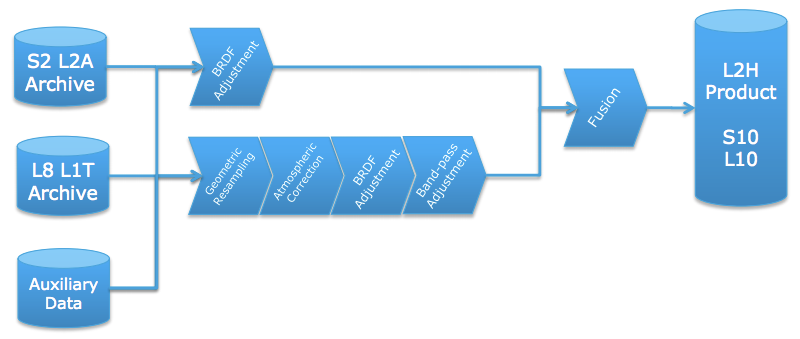 S2 L2A
Archive
BRDF
Adjustment
L8 L1T
Archive
Geometric
Resampling
Atmospheric
Correction
BRDF
Adjustment
Band-pass
Adjustment
Auxiliary
Data
Fusion
L2H
Product
S10
L10